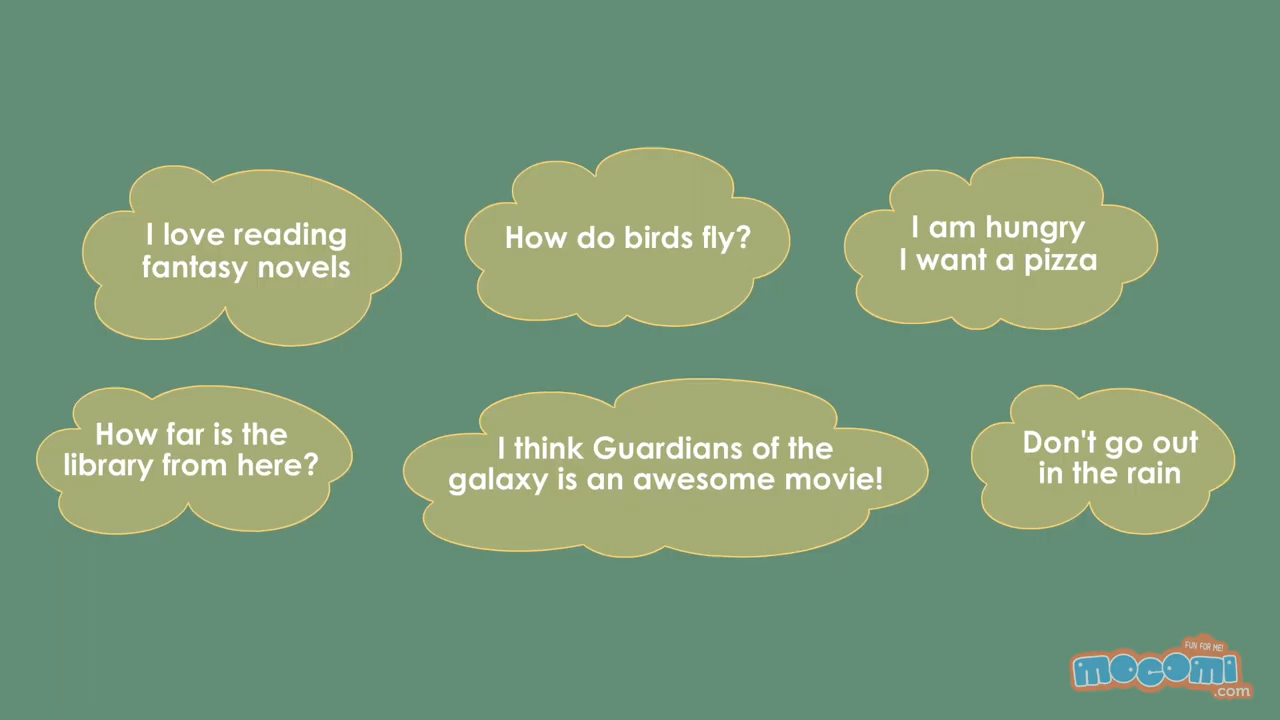 I love reading
fantasy novels
How do birds fly?
I am hungry
I want a pizza
How far is the
library from here?
I think Guardians of the
galaxy is an awesome movie!
Don't go out
in the rain
FUN FOR ME!
mocomi
.com